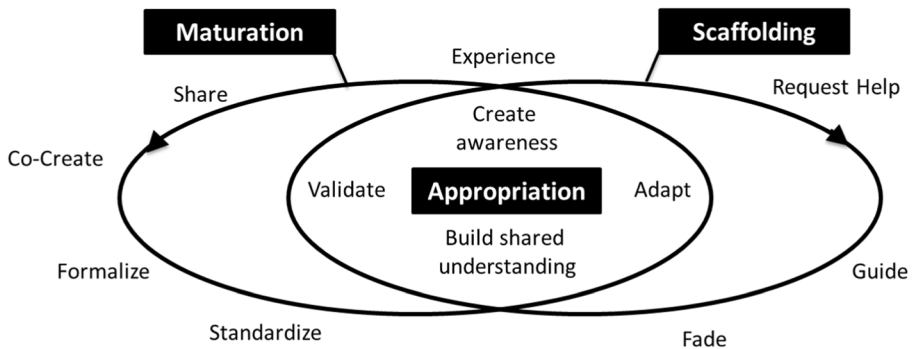 Maturation
Scaffolding
Experience
Share
Request Help
Create
awareness
Co-Create
Validate
Appropriation
Adapt
Build shared
understanding
Formalize
Guide
Standardize
Fade